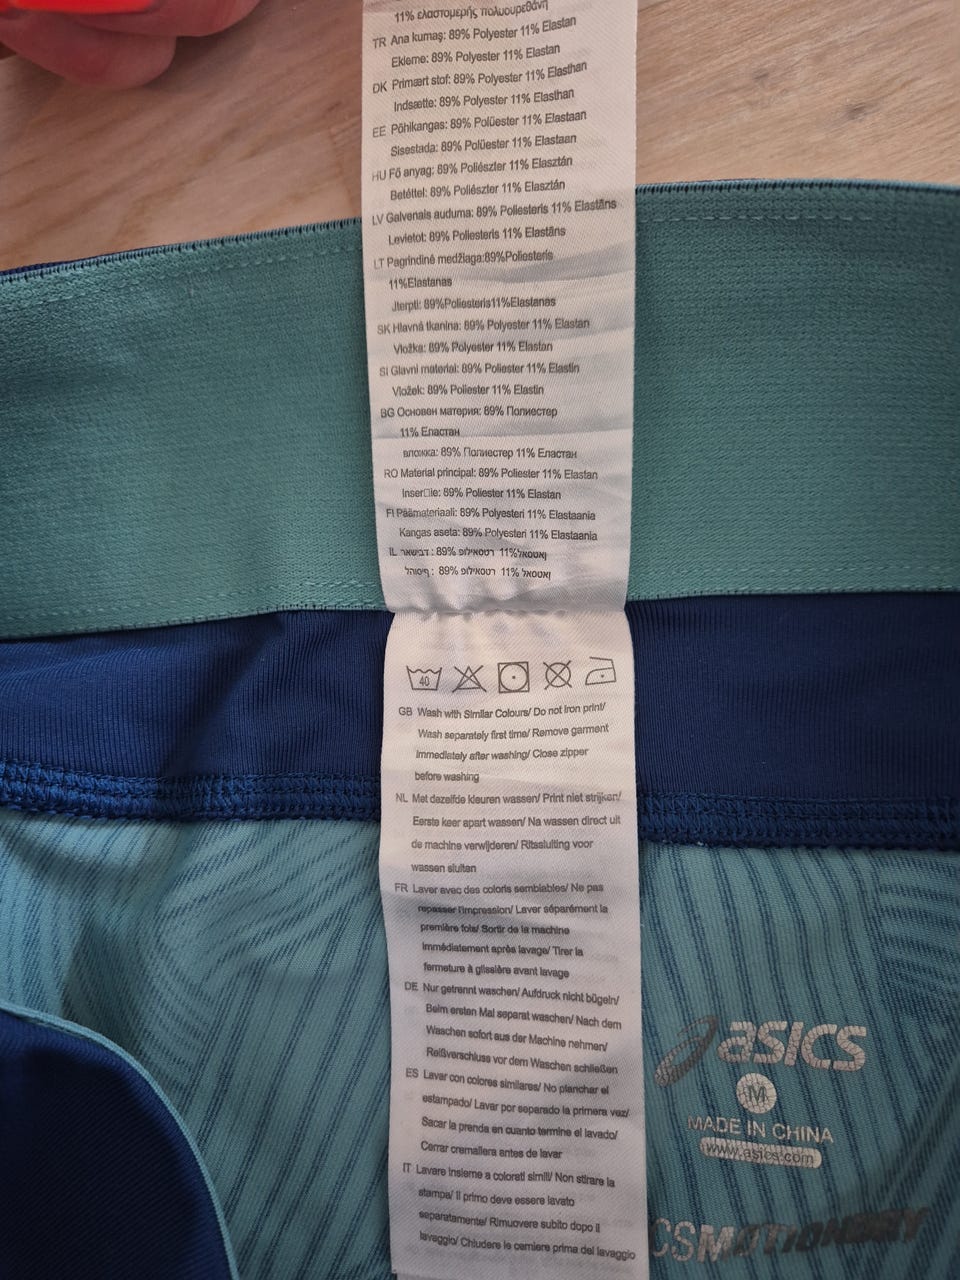 11% ελαστομερής πολυουρεθάνη
TR Ana kumaş: 89% Polyester 11% Elastan
Ekleme: 89% Polyester 11% Elastan
DK Primært stof: 89% Polyester 11% Elasthan
Indsætte: 89% Polyester 11% Elasthan
EE Põhikangas: 89% Polüester 11% Elastaan
Sisestada: 89% Polüester 11% Elastaan
HU Fő anyag: 89% Poliészter 11% Elasztán
Betéttel: 89% Poliészter 11% Elasztán
LV Galvenais auduma: 89% Poliesteris 11% Elastāns
Levietot: 89% Poliesteris 11% Elastāns
LT Pagrindinė medžiaga:89%Poliesteris
11%Elastanas
Jterpti: 89%Poliesteris11%Elastanas
SK Hlavná tkanina: 89% Polyester 11% Elastan
Vložka: 89% Polyester 11% Elastan
SI Glavni material: 89% Poliester 11% Elastin
Vložek: 89% Poliester 11% Elastin
BG Основен материя: 89% Полиестер
11% Еластан
вложка: 89% Полиестер 11% Еластан
RO Material principal: 89% Poliester 11% Elastan
Inser□ie: 89% Poliester 11% Elastan
FI Päämateriaali: 89% Polyesteri 11% Elastaania
Kangas aseta: 89% Polyesteri 11% Elastaania
IL : 89% 11%
: 89% 11%
40
GB Wash with Similar Colours/ Do not iron print/
Wash separately first time/ Remove garment
immediately after washing/ Close zipper
before washing
NL Met dezelfde kleuren wassen/ Print niet strijken/
Eerste keer apart wassen/ Na wassen direct uit
de machine verwijderen/ Ritssluiting voor
wassen sluiten
FR Laver avec des coloris semblables/ Ne pas
repasser l'impression/ Laver séparément la
première fois/ Sortir de la machine
immédiatement après lavage/ Tirer la
fermeture à glissière avant lavage
DE Nur getrennt waschen/ Aufdruck nicht bügeln/
Beim ersten Mal separat waschen/ Nach dem
Waschen sofort aus der Machine nehmen/
Reißverschluss vor dem Waschen schließen
ES Lavar con colores similares/ No planchar el
estampado/ Lavar por separado la primera vez/
Sacar la prenda en cuanto termine el lavado/
Cerrar cremallera antes de lavar
IT Lavare insieme a colorati simili/ Non stirare la
stampa/ Il primo deve essere lavato
separatamente/ Rimuovere subito dopo il
lavaggio/ Chiudere le cerniere prima del lavaggio
asics
M
MADE IN CHINA
www.asics.com
CSMOTIONDRY